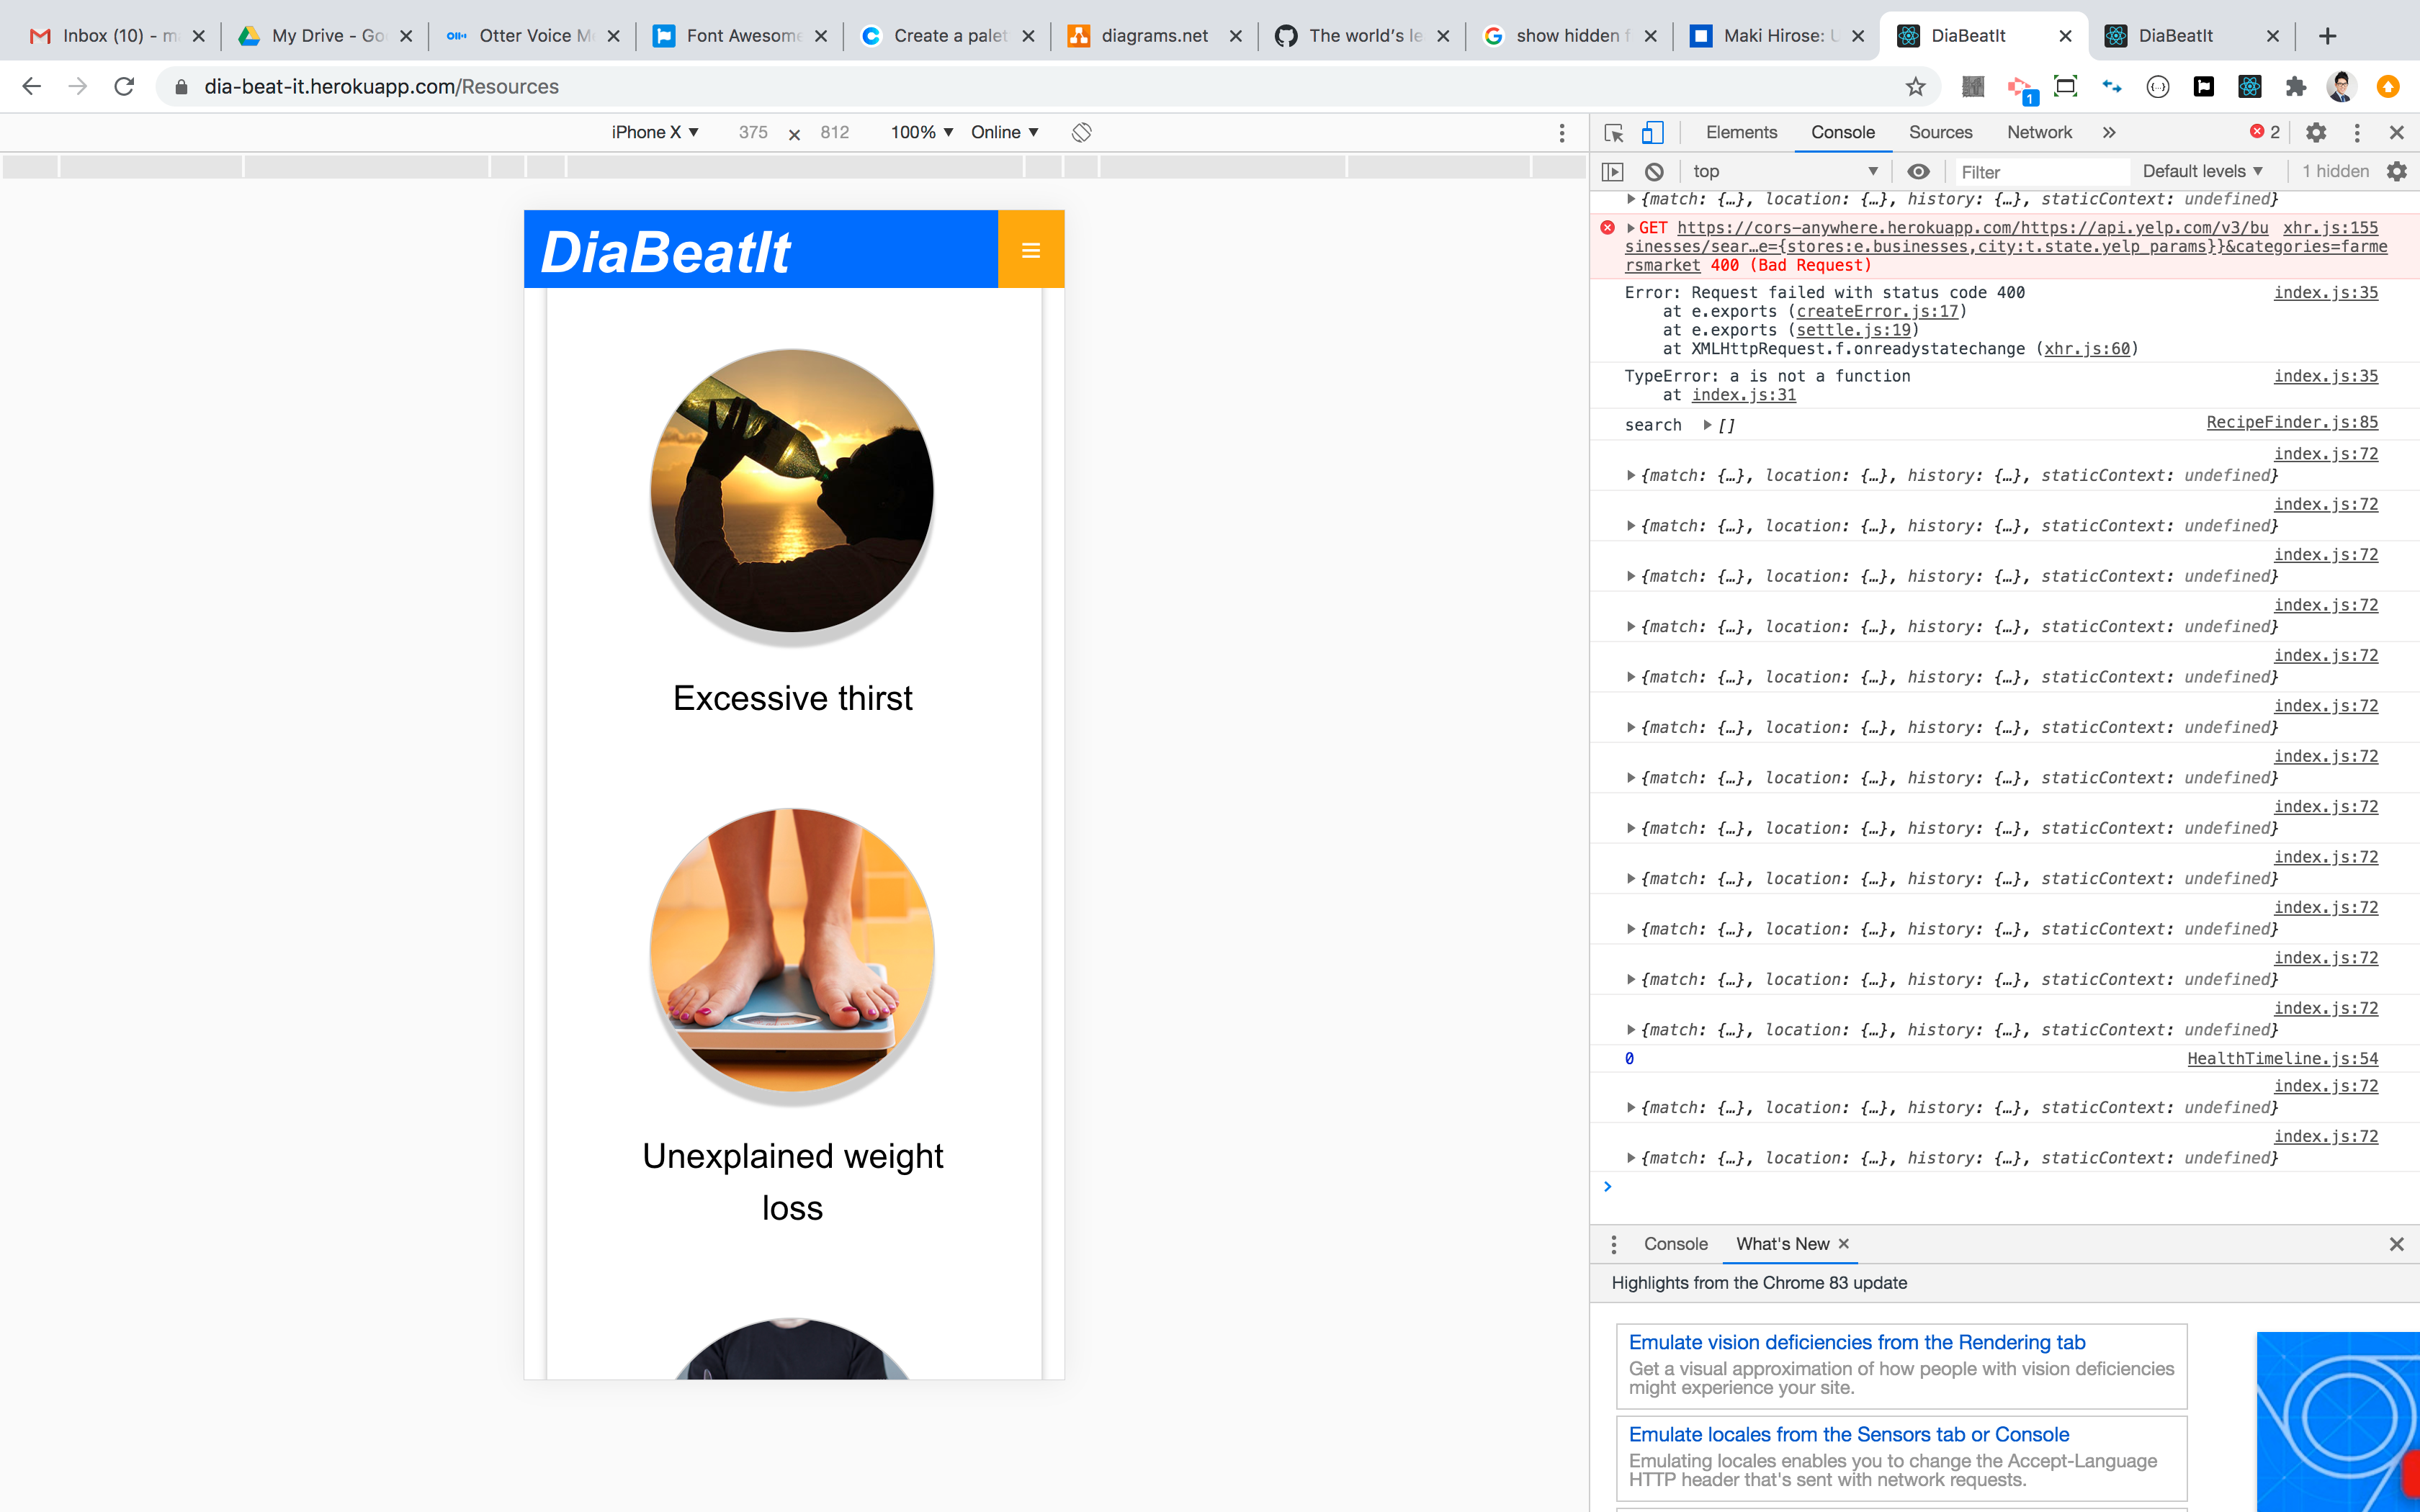 Inbox (10) - m
My Drive - Go
Otter Voice M
Font Awesome
Create a palet
diagrams.net
The world's le
show hidden f
Maki Hirose: U
DiaBeatIt
DiaBeatIt
dia-beat-it.herokuapp.com/Resources
1
iPhone X ▼ 375 × 812 100% ▼ Online ▼
Elements Console Sources Network » 2
top ▼ Filter Default levels ▼ 1 hidden
DiaBeatIt
Excessive thirst
Unexplained weight
loss
▶{match: {…}, location: {…}, history: {…}, staticContext: undefined}
▶GET https://cors-anywhere.herokuapp.com/https://api.yelp.com/v3/bu xhr.js:155
sinesses/sear…e={stores:e.businesses,city:t.state.yelp_params}}&categories=farme
rsmarket 400 (Bad Request)
Error: Request failed with status code 400 index.js:35
at e.exports (createError.js:17)
at e.exports (settle.js:19)
at XMLHttpRequest.f.onreadystatechange (xhr.js:60)
TypeError: a is not a function index.js:35
at index.js:31
search ▶[] RecipeFinder.js:85
index.js:72
▶{match: {…}, location: {…}, history: {…}, staticContext: undefined}
index.js:72
▶{match: {…}, location: {…}, history: {…}, staticContext: undefined}
index.js:72
▶{match: {…}, location: {…}, history: {…}, staticContext: undefined}
index.js:72
▶{match: {…}, location: {…}, history: {…}, staticContext: undefined}
index.js:72
▶{match: {…}, location: {…}, history: {…}, staticContext: undefined}
index.js:72
▶{match: {…}, location: {…}, history: {…}, staticContext: undefined}
index.js:72
▶{match: {…}, location: {…}, history: {…}, staticContext: undefined}
index.js:72
▶{match: {…}, location: {…}, history: {…}, staticContext: undefined}
index.js:72
▶{match: {…}, location: {…}, history: {…}, staticContext: undefined}
index.js:72
▶{match: {…}, location: {…}, history: {…}, staticContext: undefined}
index.js:72
▶{match: {…}, location: {…}, history: {…}, staticContext: undefined}
index.js:72
▶{match: {…}, location: {…}, history: {…}, staticContext: undefined}
0 HealthTimeline.js:54
index.js:72
▶{match: {…}, location: {…}, history: {…}, staticContext: undefined}
index.js:72
▶{match: {…}, location: {…}, history: {…}, staticContext: undefined}
Console What's New ×
Highlights from the Chrome 83 update
Emulate vision deficiencies from the Rendering tab
Get a visual approximation of how people with vision deficiencies
might experience your site.
Emulate locales from the Sensors tab or Console
Emulating locales enables you to change the Accept-Language
HTTP header that's sent with network requests.